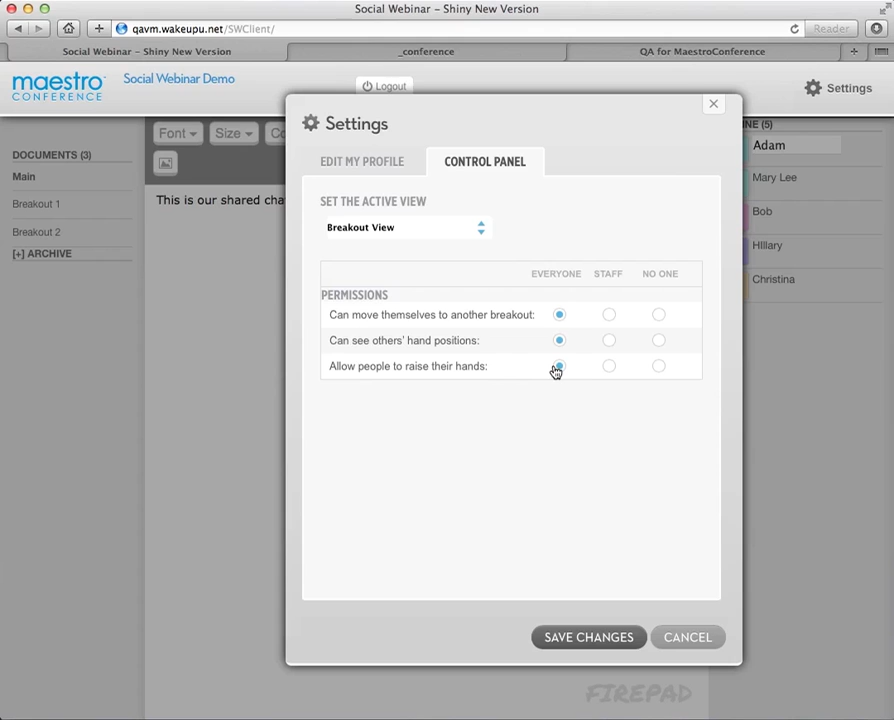 Social Webinar – Shiny New Version
qavm.wakeupu.net/SWClient/
Reader
Social Webinar – Shiny New Version
_conference
QA for MaestroConference
maestro
CONFERENCE
Social Webinar Demo
Logout
Settings
DOCUMENTS (3)
Main
Breakout 1
Breakout 2
[+] ARCHIVE
Font
Size
Co
This is our shared cha
Settings
EDIT MY PROFILE
CONTROL PANEL
SET THE ACTIVE VIEW
Breakout View
EVERYONE STAFF NO ONE
PERMISSIONS
Can move themselves to another breakout:
Can see others' hand positions:
Allow people to raise their hands:
SAVE CHANGES
CANCEL
INE (5)
Adam
Mary Lee
Bob
HIllary
Christina
FIREPAD